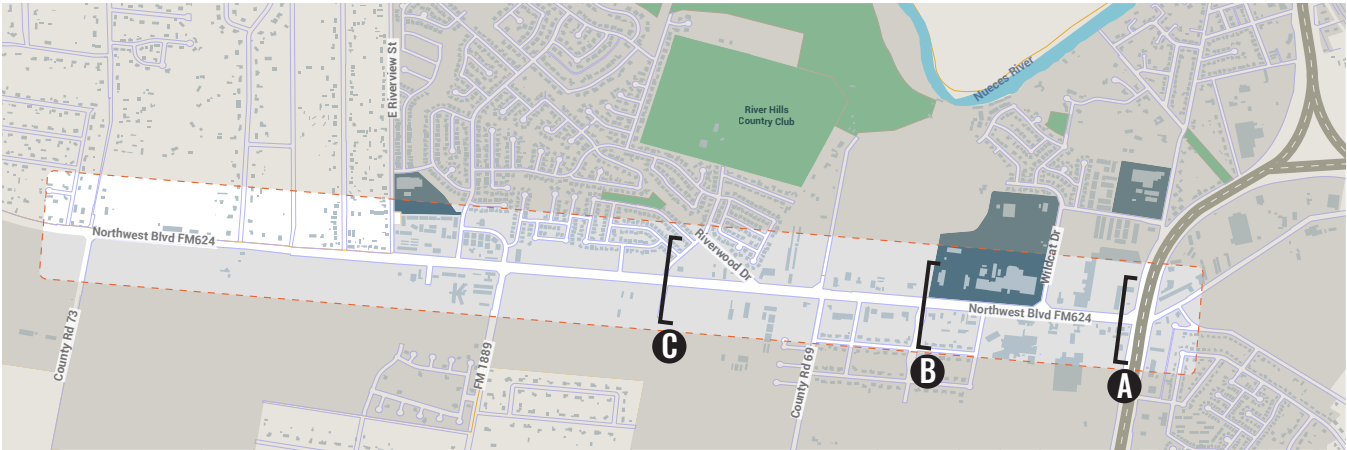 E Riverview St
River Hills
Country Club
Nueces River
Northwest Blvd FM624
Riverwood Dr
Wildcat Dr
Northwest Blvd FM624
County Rd 73
FM 1889
County Rd 69
C
B
A